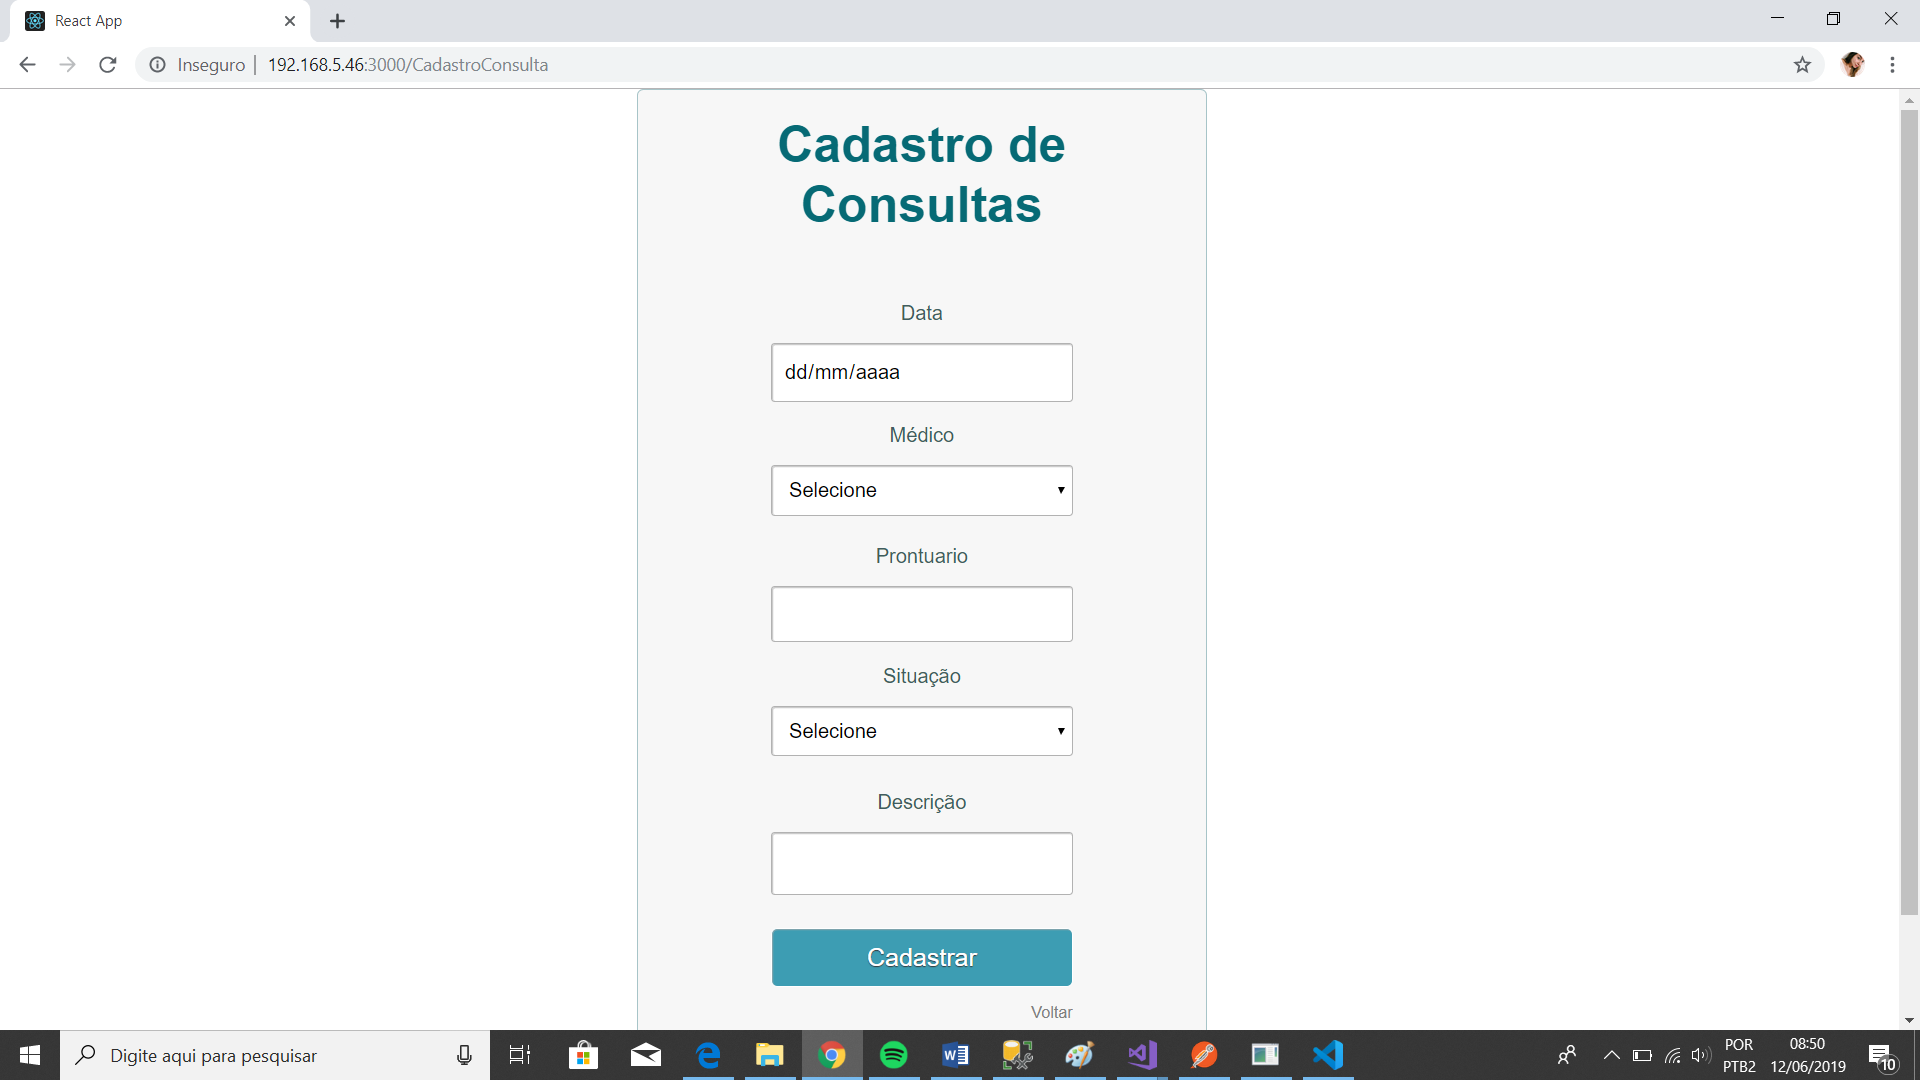 React App
Inseguro
192.168.5.46:3000/CadastroConsulta
Cadastro de
Consultas
Data
dd/mm/aaaa
Médico
Selecione
Prontuario
Situação
Selecione
Descrição
Cadastrar
Voltar
Digite aqui para pesquisar
POR
PTB2
08:50
12/06/2019
10